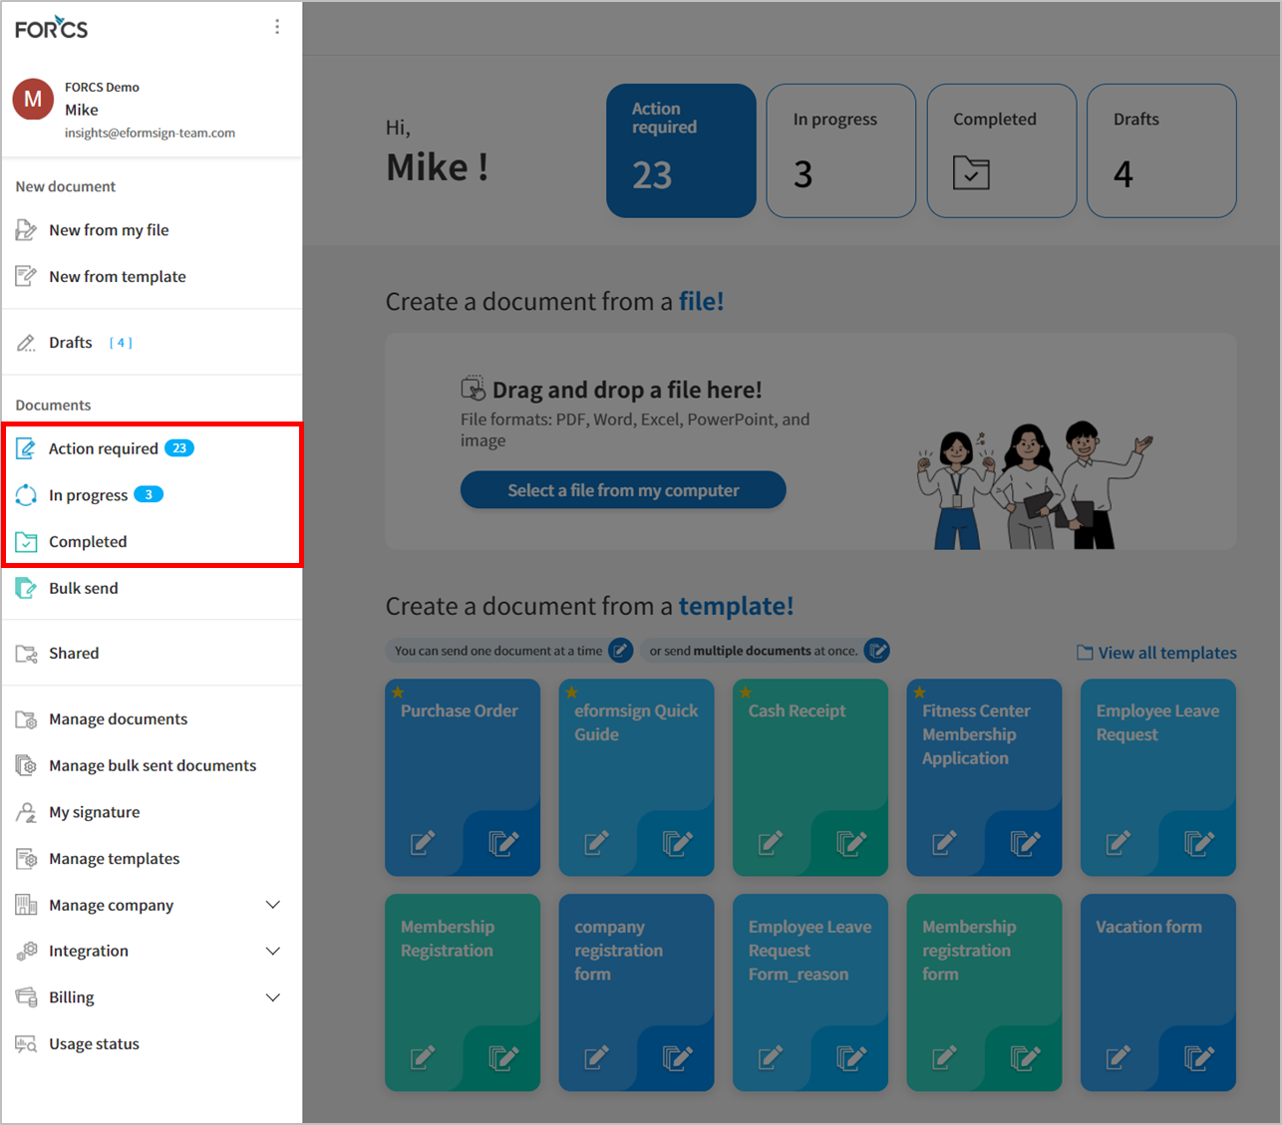 FORCS
M
FORCS Demo
Mike
insights@eformsign-team.com
New document
New from my file
New from template
Drafts [ 4 ]
Documents
Action required 23
In progress 3
Completed
Bulk send
Shared
Manage documents
Manage bulk sent documents
My signature
Manage templates
Manage company
Integration
Billing
Usage status
Hi,
Mike !
Action
required
23
In progress
3
Completed
Drafts
4
Create a document from a file!
Drag and drop a file here!
File formats: PDF, Word, Excel, PowerPoint, and
image
Select a file from my computer
Create a document from a template!
You can send one document at a time
or send multiple documents at once.
View all templates
Purchase Order
eformsign Quick
Guide
Cash Receipt
Fitness Center
Membership
Application
Employee Leave
Request
Membership
Registration
company
registration
form
Employee Leave
Request
Form_reason
Membership
registration
form
Vacation form